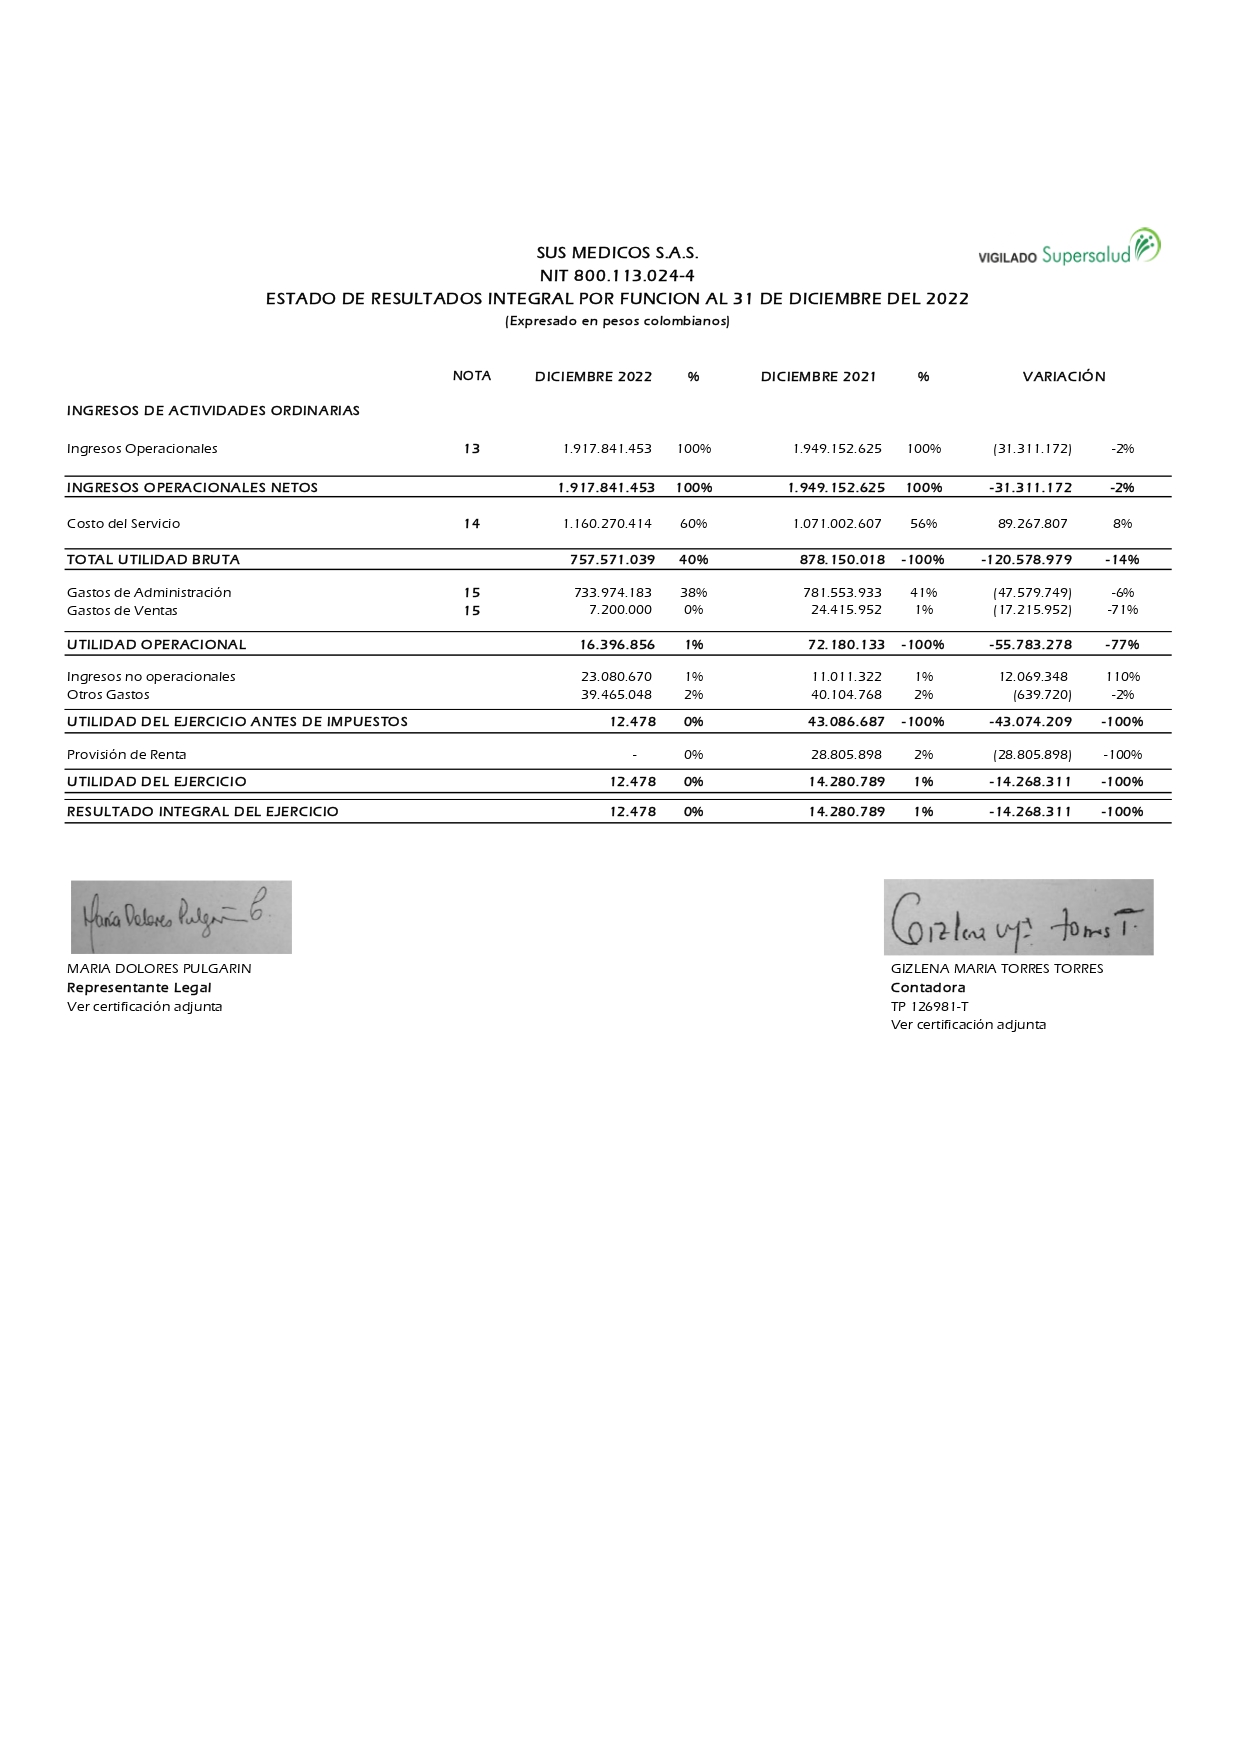 SUS MEDICOS S.A.S.
VIGILADO Supersalud
NIT 800.113.024-4
ESTADO DE RESULTADOS INTEGRAL POR FUNCION AL 31 DE DICIEMBRE DEL 2022
(Expresado en pesos colombianos)
NOTA DICIEMBRE 2022 % DICIEMBRE 2021 % VARIACIÓN
INGRESOS DE ACTIVIDADES ORDINARIAS
Ingresos Operacionales 13 1.917.841.453 100% 1.949.152.625 100% (31.311.172) -2%
INGRESOS OPERACIONALES NETOS 1.917.841.453 100% 1.949.152.625 100% -31.311.172 -2%
Costo del Servicio 14 1.160.270.414 60% 1.071.002.607 56% 89.267.807 8%
TOTAL UTILIDAD BRUTA 757.571.039 40% 878.150.018 -100% -120.578.979 -14%
Gastos de Administración 15 733.974.183 38% 781.553.933 41% (47.579.749) -6%
Gastos de Ventas 15 7.200.000 0% 24.415.952 1% (17.215.952) -71%
UTILIDAD OPERACIONAL 16.396.856 1% 72.180.133 -100% -55.783.278 -77%
Ingresos no operacionales 23.080.670 1% 11.011.322 1% 12.069.348 110%
Otros Gastos 39.465.048 2% 40.104.768 2% (639.720) -2%
UTILIDAD DEL EJERCICIO ANTES DE IMPUESTOS 12.478 0% 43.086.687 -100% -43.074.209 -100%
Provisión de Renta - 0% 28.805.898 2% (28.805.898) -100%
UTILIDAD DEL EJERCICIO 12.478 0% 14.280.789 1% -14.268.311 -100%
RESULTADO INTEGRAL DEL EJERCICIO 12.478 0% 14.280.789 1% -14.268.311 -100%
Maria Dolores Pulgarin C.
Gizlena Mª Torres T.
MARIA DOLORES PULGARIN
Representante Legal
Ver certificación adjunta
GIZLENA MARIA TORRES TORRES
Contadora
TP 126981-T
Ver certificación adjunta